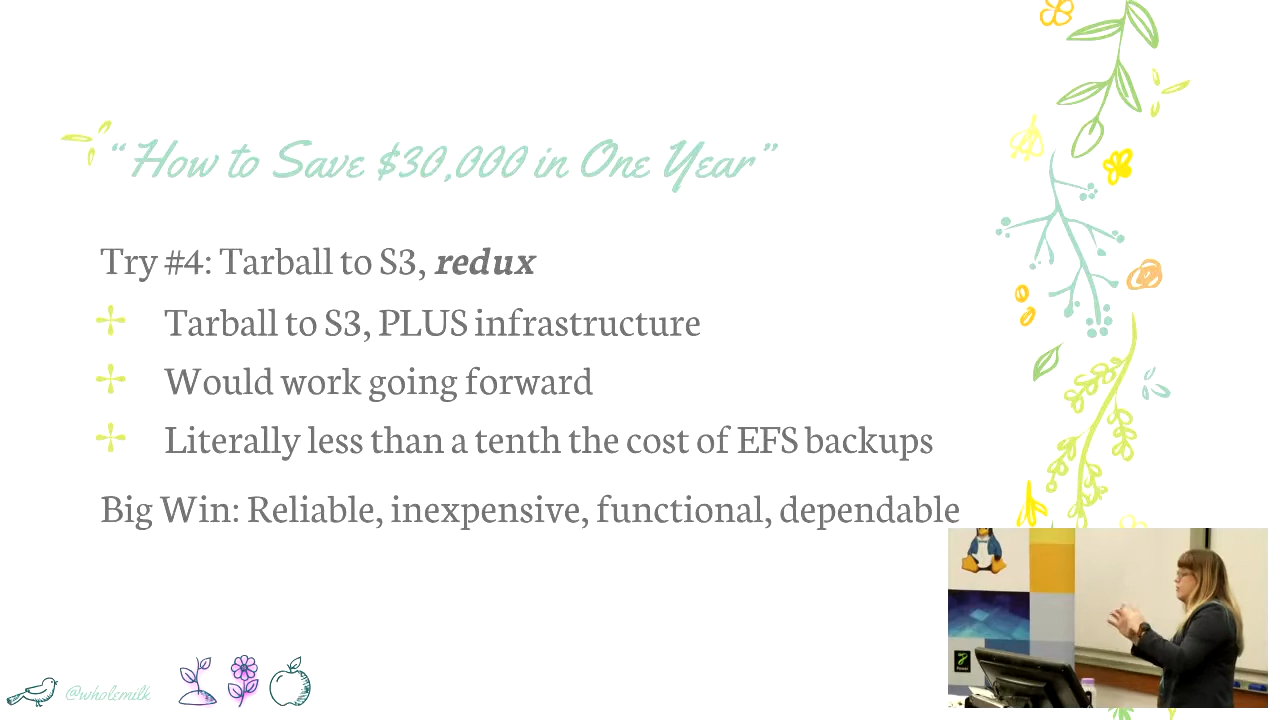 “How to Save $30,000 in One Year”
Try #4: Tarball to S3, redux
Tarball to S3, PLUS infrastructure
Would work going forward
Literally less than a tenth the cost of EFS backups
Big Win: Reliable, inexpensive, functional, dependable
@wholemilk